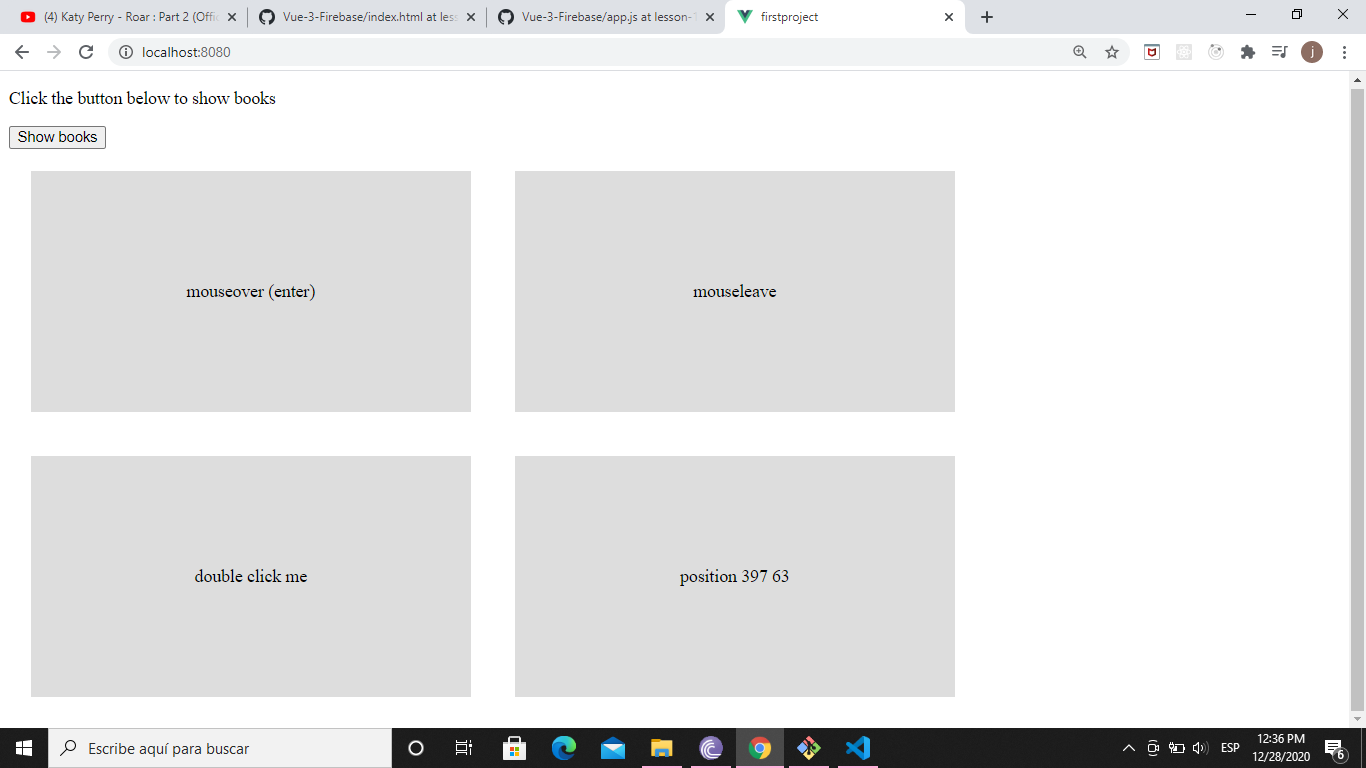 (4) Katy Perry - Roar : Part 2 (Offi
Vue-3-Firebase/index.html at less
Vue-3-Firebase/app.js at lesson-1
firstproject
localhost:8080
j
Click the button below to show books
Show books
mouseover (enter)
mouseleave
double click me
position 397 63
Escribe aquí para buscar
ESP
12:36 PM
12/28/2020
6